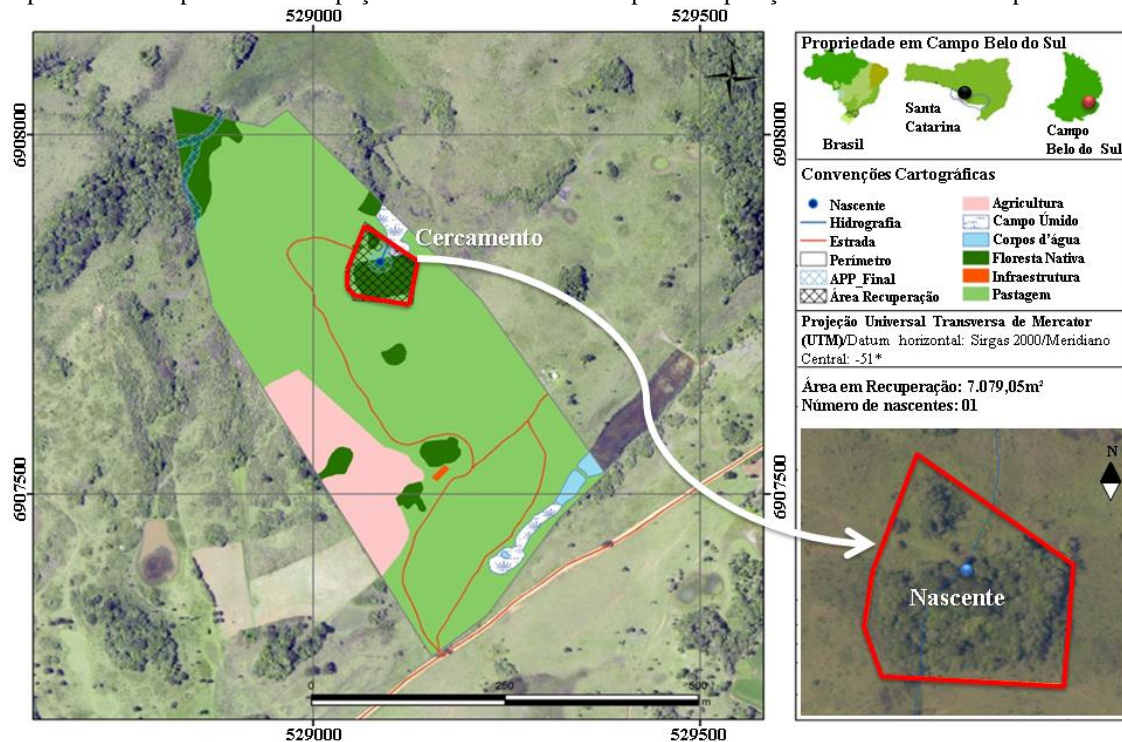 529000
529500
6908000
6908000
Cercamento
6907500
6907500
0
250
500
m
529000
529500
Propriedade em Campo Belo do Sul
Brasil
Santa
Catarina
Campo
Belo do Sul
Convenções Cartográficas
Nascente
Hidrografia
Estrada
Perímetro
APP_Final
Área Recuperação
Agricultura
Campo Úmido
Corpos d'água
Floresta Nativa
Infraestrutura
Pastagem
Projeção Universal Transversa de Mercator
(UTM)/Datum horizontal: Sirgas 2000/Meridiano
Central: -51*
Área em Recuperação: 7.079,05m²
Número de nascentes: 01
N
Nascente